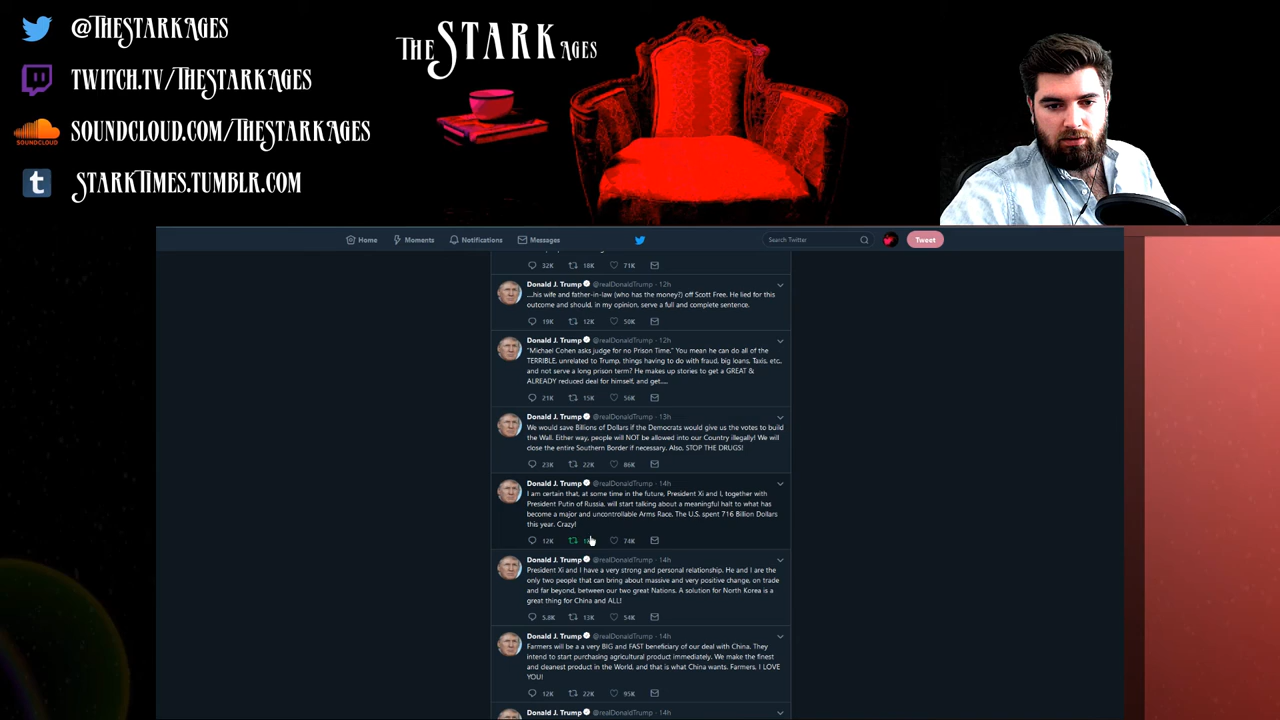 @TheStarkAges
Twitch.tv/TheStarkAges
SOUNDCLOUD
Soundcloud.com/TheStarkAges
StarkTimes.tumblr.com
The STARK Ages
Home Moments Notifications Messages Search Twitter Tweet
32K 18K 71K
Donald J. Trump @realDonaldTrump · 12h
....his wife and father-in-law (who has the money?) off Scott Free. He lied for this
outcome and should, in my opinion, serve a full and complete sentence.
19K 12K 50K
Donald J. Trump @realDonaldTrump · 12h
"Michael Cohen asks judge for no Prison Time." You mean he can do all of the
TERRIBLE, unrelated to Trump, things having to do with fraud, big loans, Taxis, etc.,
and not serve a long prison term? He makes up stories to get a GREAT &
ALREADY reduced deal for himself, and get.....
21K 15K 56K
Donald J. Trump @realDonaldTrump · 13h
We would save Billions of Dollars if the Democrats would give us the votes to build
the Wall. Either way, people will NOT be allowed into our Country illegally! We will
close the entire Southern Border if necessary. Also, STOP THE DRUGS!
23K 22K 86K
Donald J. Trump @realDonaldTrump · 14h
I am certain that, at some time in the future, President Xi and I, together with
President Putin of Russia, will start talking about a meaningful halt to what has
become a major and uncontrollable Arms Race. The U.S. spent 716 Billion Dollars
this year. Crazy!
12K 74K
Donald J. Trump @realDonaldTrump · 14h
President Xi and I have a very strong and personal relationship. He and I are the
only two people that can bring about massive and very positive change, on trade
and far beyond, between our two great Nations. A solution for North Korea is a
great thing for China and ALL!
5.8K 13K 54K
Donald J. Trump @realDonaldTrump · 14h
Farmers will be a a very BIG and FAST beneficiary of our deal with China. They
intend to start purchasing agricultural product immediately. We make the finest
and cleanest product in the World, and that is what China wants. Farmers, I LOVE
YOU!
12K 22K 95K
Donald J. Trump @realDonaldTrump · 14h